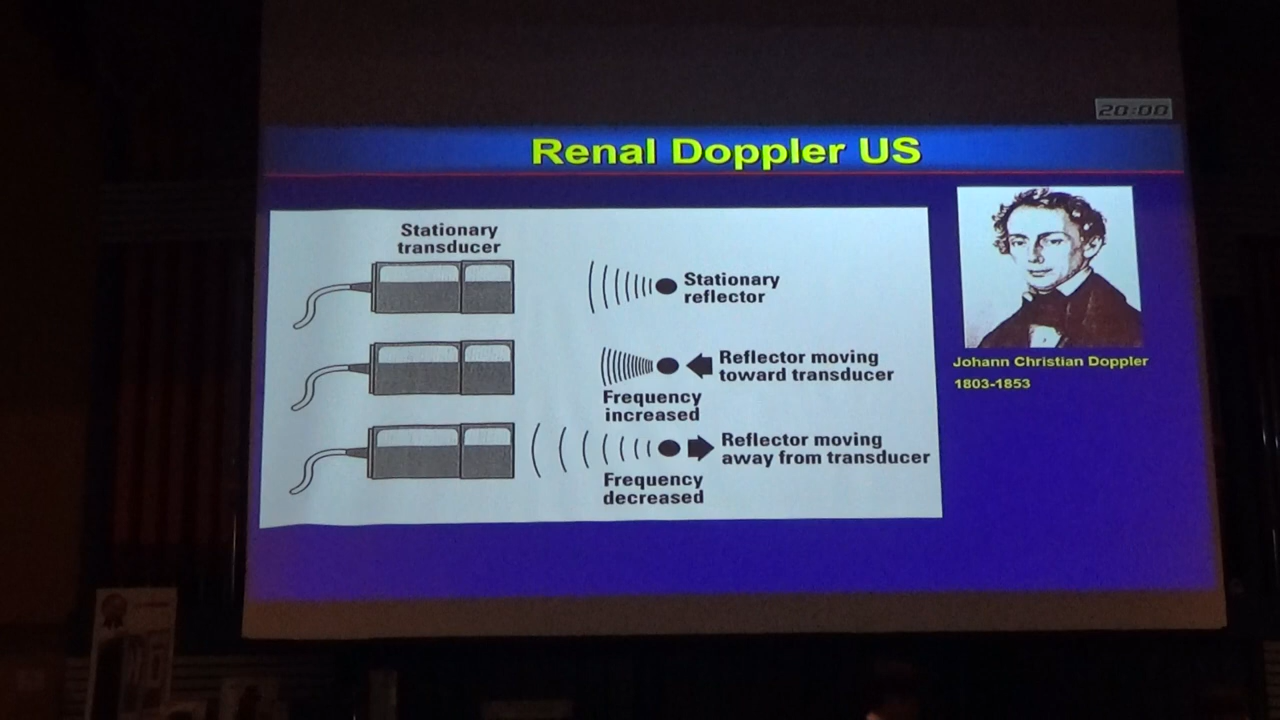 20:00
Renal Doppler US
Stationary
transducer
Stationary
reflector
Reflector moving
toward transducer
Frequency
increased
Reflector moving
away from transducer
Frequency
decreased
Johann Christian Doppler
1803-1853